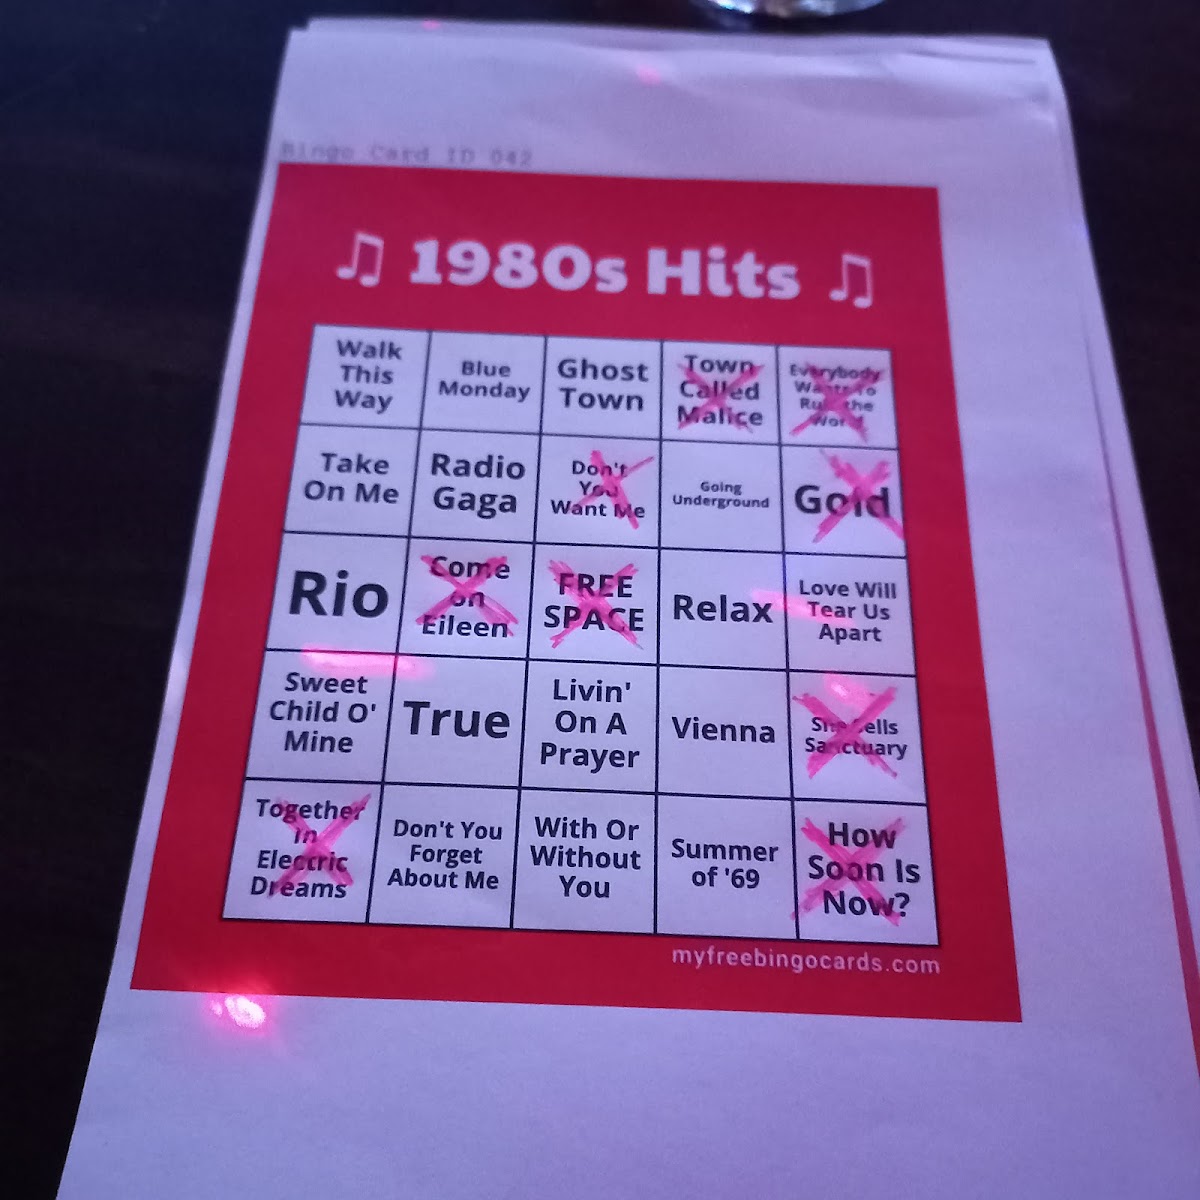 Bingo Card ID 042
♫ 1980s Hits ♫
Walk
This
Way
Blue
Monday
Ghost
Town
Town
Called
Malice
Everybody
Wants To
Rule the
World
Take
On Me
Radio
Gaga
Don't
You
Want Me
Going
Underground
Gold
Rio
Come
on
Eileen
FREE
SPACE
Relax
Love Will
Tear Us
Apart
Sweet
Child O'
Mine
True
Livin'
On A
Prayer
Vienna
She Sells
Sanctuary
Together
in
Electric
Dreams
Don't You
Forget
About Me
With Or
Without
You
Summer
of '69
How
Soon Is
Now?
myfreebingocards.com